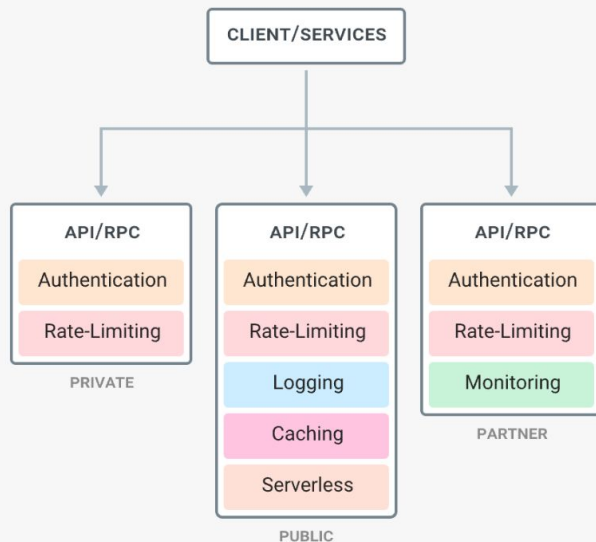 CLIENT/SERVICES
API/RPC
Authentication
Rate-Limiting
PRIVATE
API/RPC
Authentication
Rate-Limiting
Logging
Caching
Serverless
PUBLIC
API/RPC
Authentication
Rate-Limiting
Monitoring
PARTNER